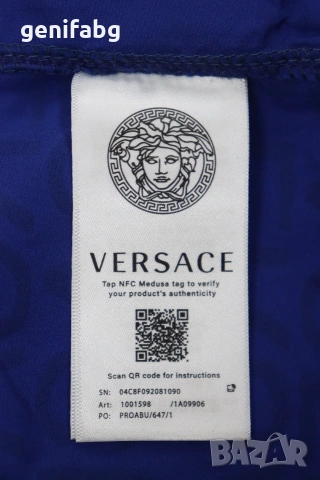 genifabg
VERSACE
Tap NFC Medusa tag to verify
your product's authenticity
Scan QR code for instructions
SN: 04C8F092081090
Art: 1001598 /1A09906
PO: PROABU/647/1
BAZAR